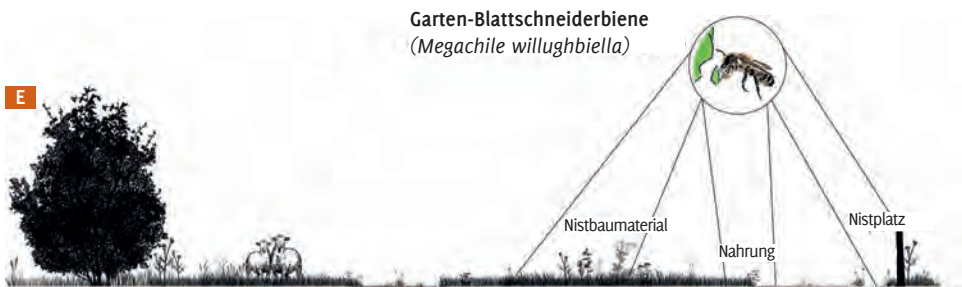 Garten-Blattschneiderbiene
(Megachile willughbiella)
E
Nistbaumaterial
Nahrung
Nistplatz